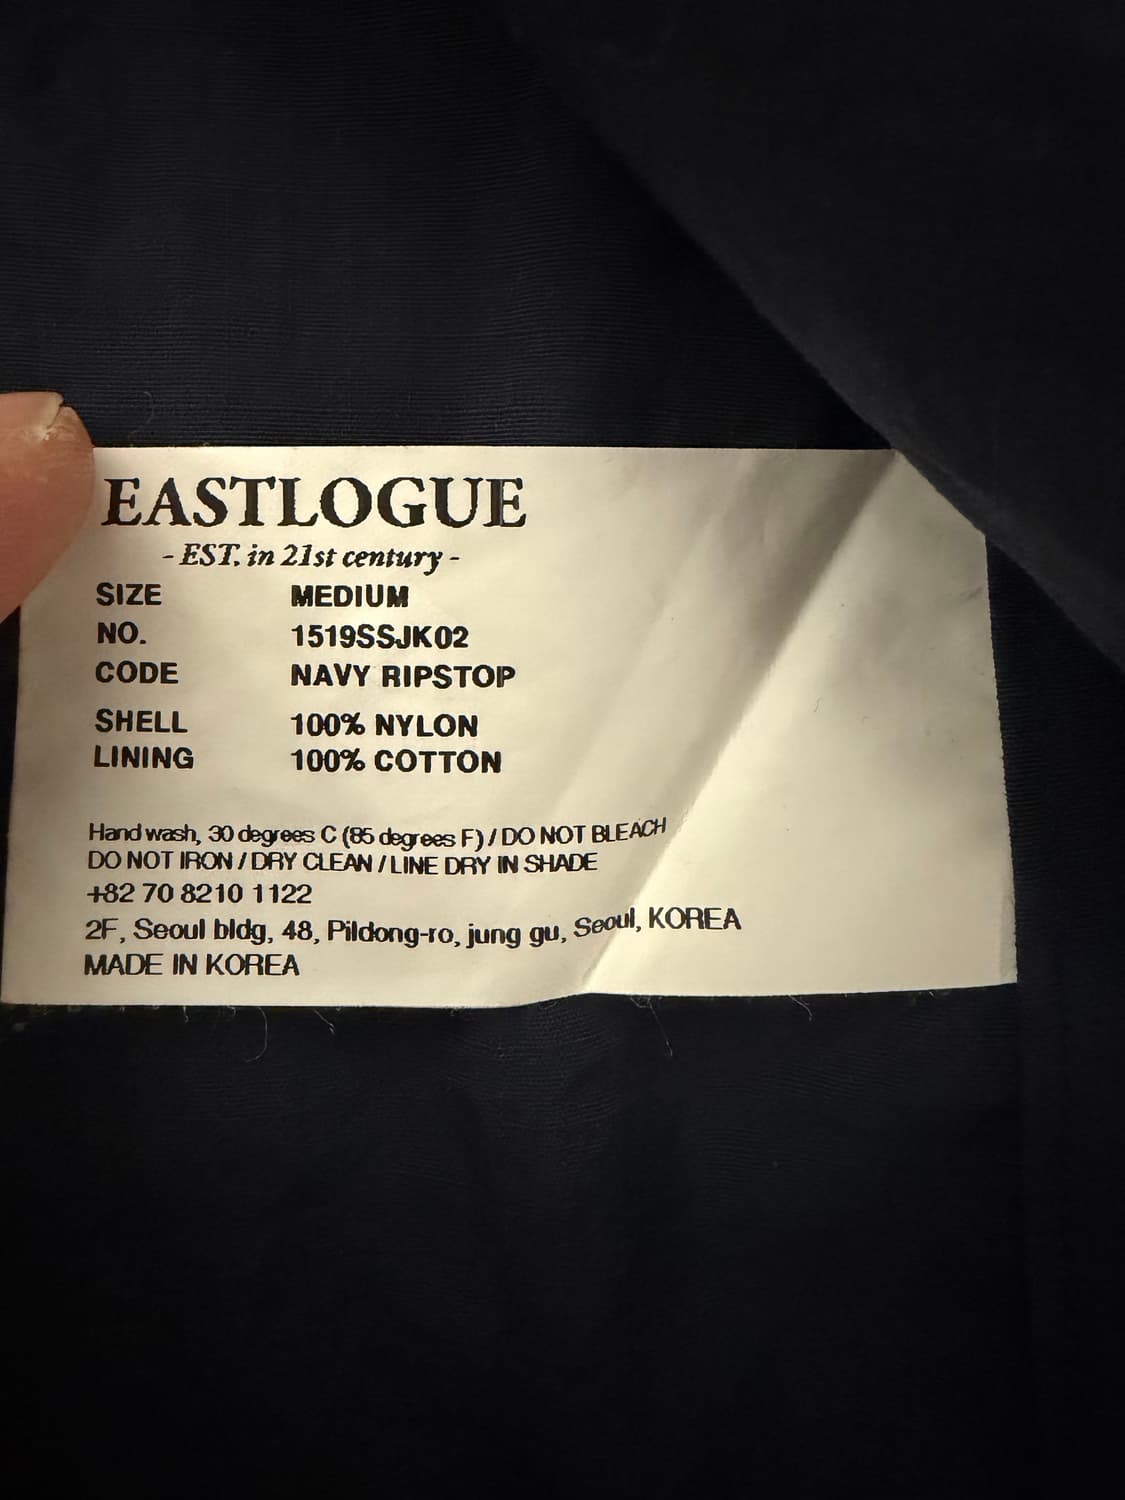 EASTLOGUE
- EST. in 21st century -
SIZE MEDIUM
NO. 1519SSJK02
CODE NAVY RIPSTOP
SHELL 100% NYLON
LINING 100% COTTON
Hand wash, 30 degrees C (85 degrees F) / DO NOT BLEACH
DO NOT IRON / DRY CLEAN / LINE DRY IN SHADE
+82 70 8210 1122
2F, Seoul bldg, 48, Pildong-ro, jung gu, Seoul, KOREA
MADE IN KOREA